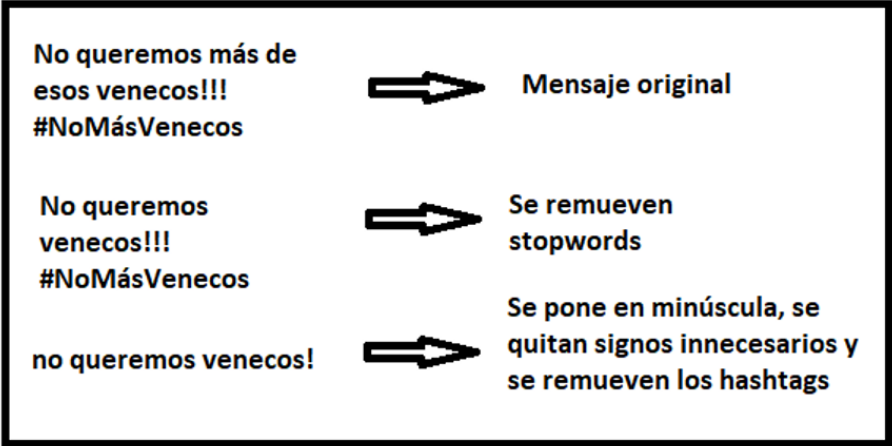 No queremos más de
esos venecos!!!
#NoMásVenecos
Mensaje original
No queremos
venecos!!!
#NoMásVenecos
Se remueven
stopwords
no queremos venecos!
Se pone en minúscula, se
quitan signos innecesarios y
se remueven los hashtags